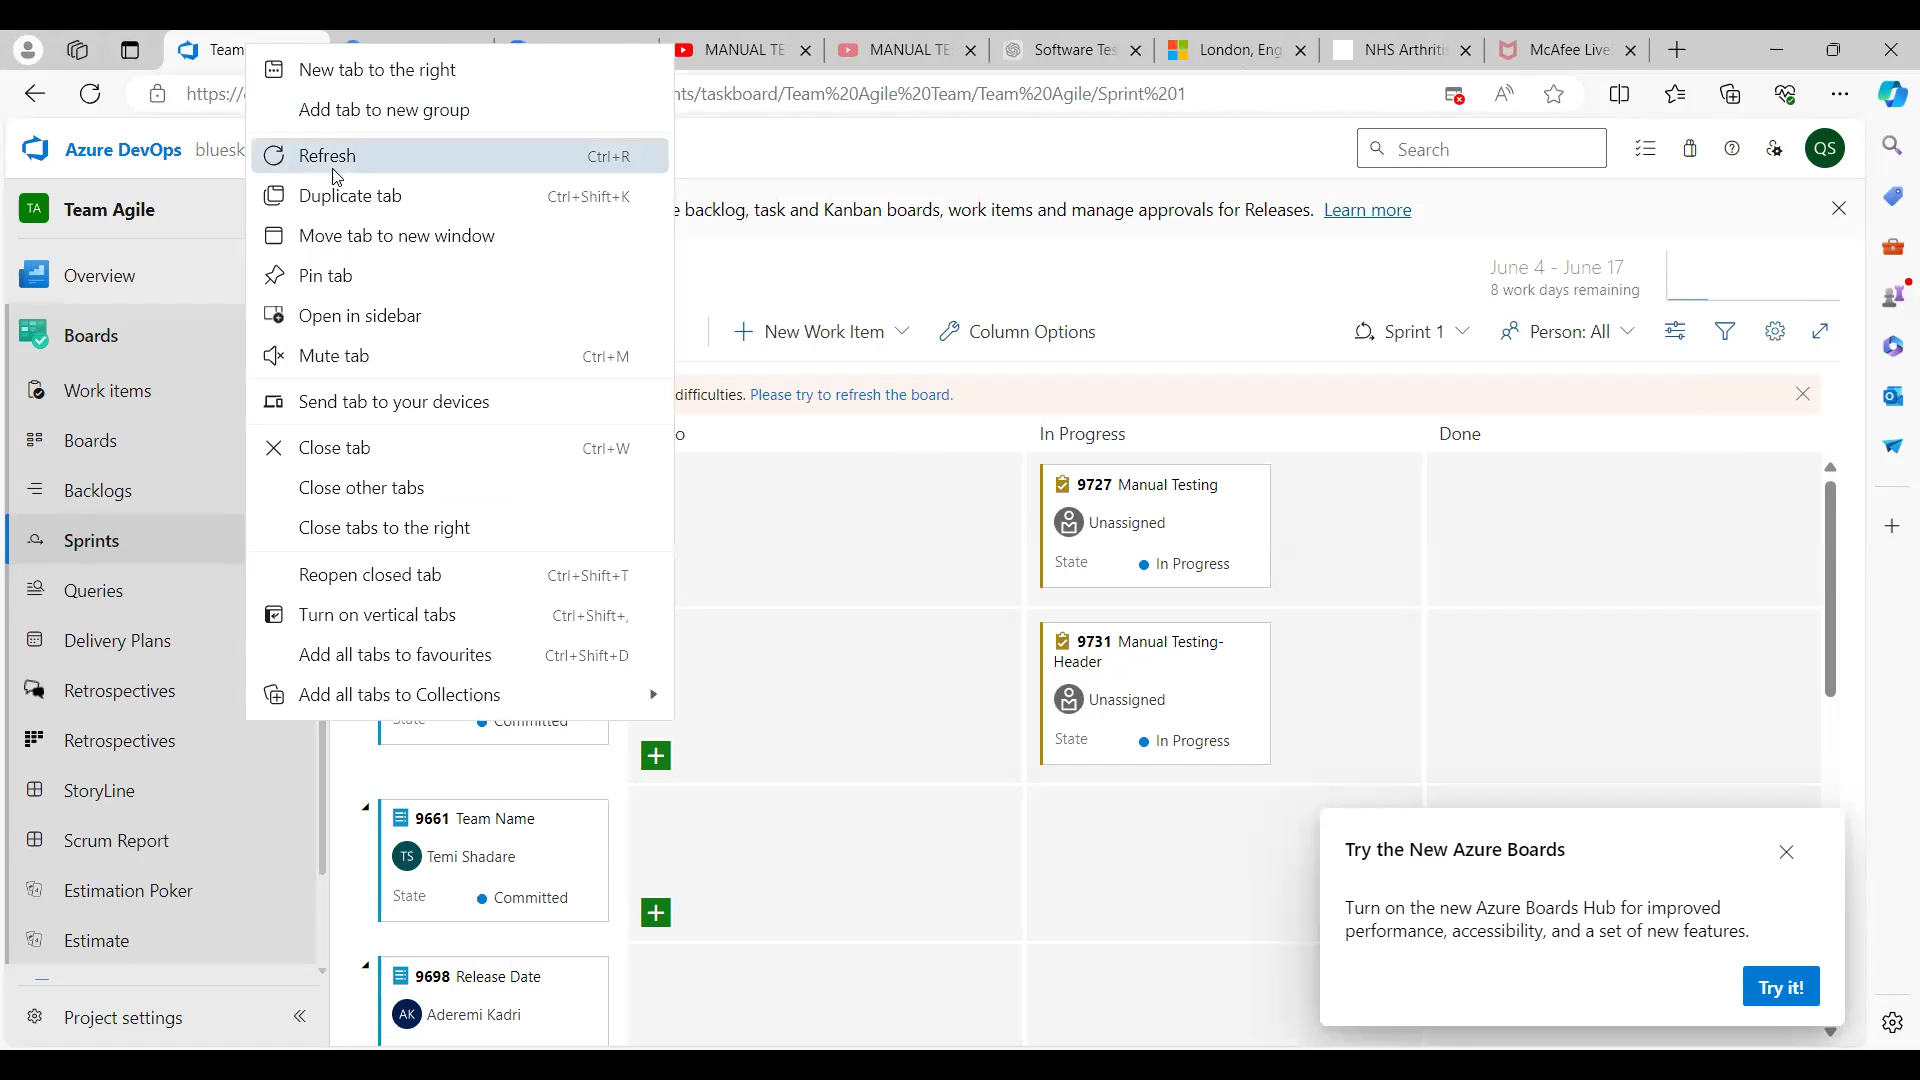 Team
MANUAL TE
MANUAL TE
Software Tes
London, Eng
NHS Arthriti
McAfee Live
https://
nts/taskboard/Team%20Agile%20Team/Team%20Agile/Sprint%201
New tab to the right
Add tab to new group
Refresh Ctrl+R
Duplicate tab Ctrl+Shift+K
Move tab to new window
Pin tab
Open in sidebar
Mute tab Ctrl+M
Send tab to your devices
Close tab Ctrl+W
Close other tabs
Close tabs to the right
Reopen closed tab Ctrl+Shift+T
Turn on vertical tabs Ctrl+Shift+,
Add all tabs to favourites Ctrl+Shift+D
Add all tabs to Collections
Azure DevOps bluesk
Search
QS
TA Team Agile
Overview
Boards
Work items
Boards
Backlogs
Sprints
Queries
Delivery Plans
Retrospectives
Retrospectives
StoryLine
Scrum Report
Estimation Poker
Estimate
Project settings
e backlog, task and Kanban boards, work items and manage approvals for Releases. Learn more
June 4 - June 17
8 work days remaining
New Work Item
Column Options
Sprint 1
Person: All
difficulties. Please try to refresh the board.
o
In Progress
Done
9727 Manual Testing
Unassigned
State In Progress
9731 Manual Testing-
Header
Unassigned
State In Progress
State Committed
9661 Team Name
TS Temi Shadare
State Committed
9698 Release Date
AK Aderemi Kadri
Try the New Azure Boards
Turn on the new Azure Boards Hub for improved
performance, accessibility, and a set of new features.
Try it!